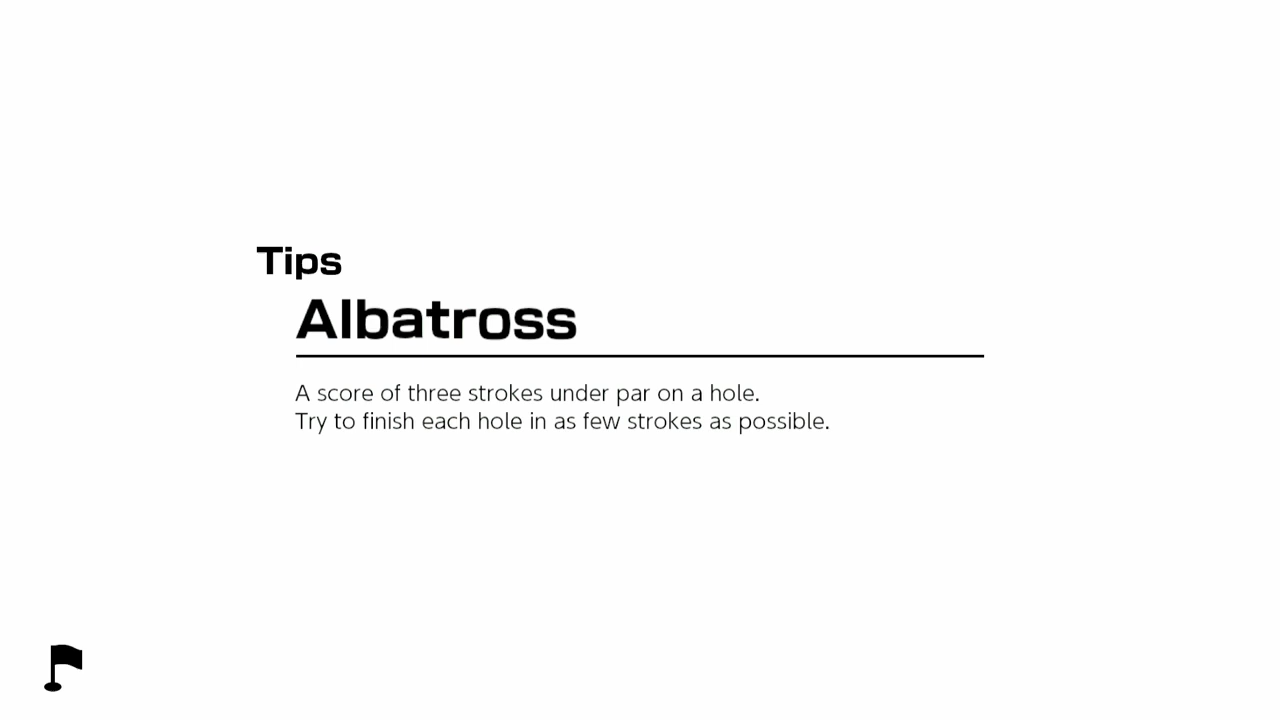 Tips
Albatross
A score of three strokes under par on a hole.
Try to finish each hole in as few strokes as possible.